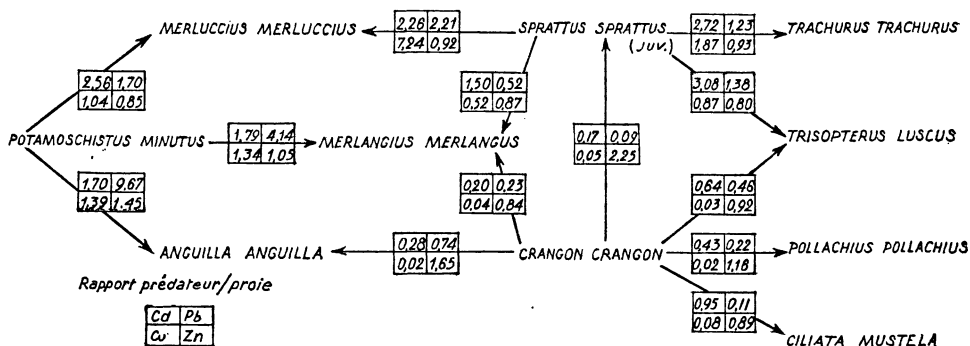 MERLUCCIUS MERLUCCIUS
2,26 2,21
7,24 0,92
SPRATTUS SPRATTUS
(JUV.)
2,72 1,23
1,87 0,93
TRACHURUS TRACHURUS
2,56 1,70
1,04 0,85
1,50 0,52
0,52 0,87
3,08 1,38
0,87 0,80
POTAMOSCHISTUS MINUTUS
1,79 4,14
1,34 1,05
MERLANGIUS MERLANGUS
0,17 0,09
0,05 2,25
TRISOPTERUS LUSCUS
1,70 9,67
1,39 1.45
0,20 0,23
0,04 0,84
0,64 0,46
0,03 0,92
ANGUILLA ANGUILLA
0,28 0,74
0,02 1,65
CRANGON CRANGON
0,43 0,22
0,02 1,18
POLLACHIUS POLLACHIUS
Rapport prédateur/proie
Cd Pb
Cu Zn
0,95 0,11
0,08 0,89
CILIATA MUSTELA